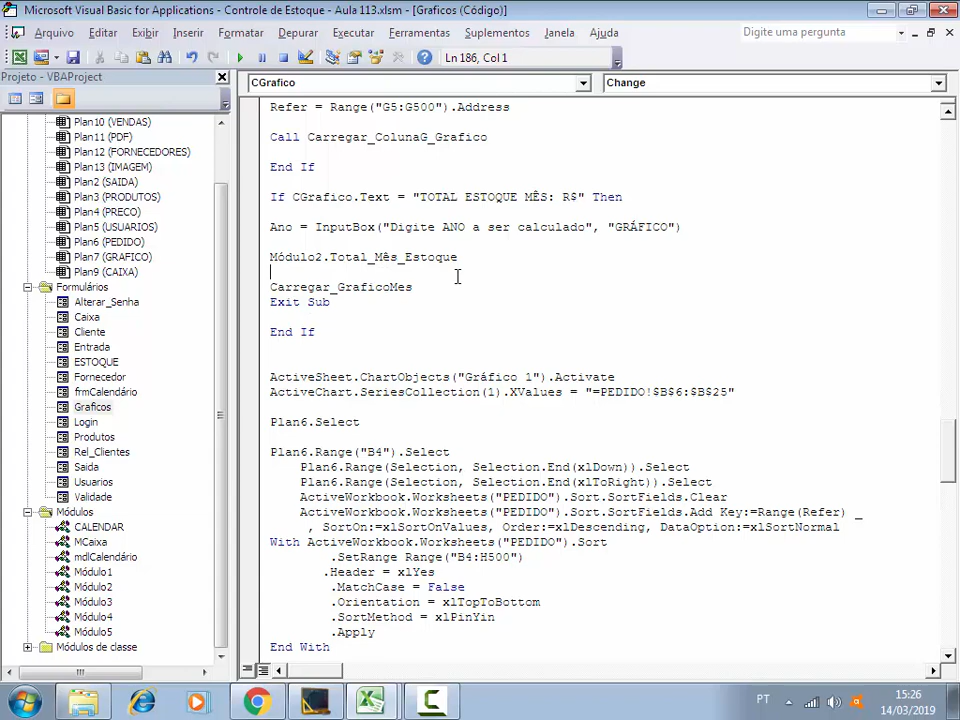 Microsoft Visual Basic for Applications - Controle de Estoque - Aula 113.xlsm - [Graficos (Código)]
Arquivo Editar Exibir Inserir Formatar Depurar Executar Ferramentas Suplementos Janela Ajuda Digite uma pergunta
Ln 186, Col 1
Projeto - VBAProject
CGrafico Change
Plan10 (VENDAS)
Plan11 (PDF)
Plan12 (FORNECEDORES)
Plan13 (IMAGEM)
Plan2 (SAIDA)
Plan3 (PRODUTOS)
Plan4 (PRECO)
Plan5 (USUARIOS)
Plan6 (PEDIDO)
Plan7 (GRAFICO)
Plan9 (CAIXA)
Formulários
Alterar_Senha
Caixa
Cliente
Entrada
ESTOQUE
Fornecedor
frmCalendário
Graficos
Login
Produtos
Rel_Clientes
Saida
Usuarios
Validade
Módulos
CALENDAR
MCaixa
mdlCalendário
Módulo1
Módulo2
Módulo3
Módulo4
Módulo5
Módulos de classe
Refer = Range("G5:G500").Address
Call Carregar_ColunaG_Grafico
End If
If CGrafico.Text = "TOTAL ESTOQUE MÊS: R$" Then
Ano = InputBox("Digite ANO a ser calculado", "GRÁFICO")
Módulo2.Total_Mês_Estoque
Carregar_GraficoMes
Exit Sub
End If
ActiveSheet.ChartObjects("Gráfico 1").Activate
ActiveChart.SeriesCollection(1).XValues = "=PEDIDO!$B$6:$B$25"
Plan6.Select
Plan6.Range("B4").Select
Plan6.Range(Selection, Selection.End(xlDown)).Select
Plan6.Range(Selection, Selection.End(xlToRight)).Select
ActiveWorkbook.Worksheets("PEDIDO").Sort.SortFields.Clear
ActiveWorkbook.Worksheets("PEDIDO").Sort.SortFields.Add Key:=Range(Refer) _
, SortOn:=xlSortOnValues, Order:=xlDescending, DataOption:=xlSortNormal
With ActiveWorkbook.Worksheets("PEDIDO").Sort
.SetRange Range("B4:H500")
.Header = xlYes
.MatchCase = False
.Orientation = xlTopToBottom
.SortMethod = xlPinYin
.Apply
End With
PT
15:26
14/03/2019